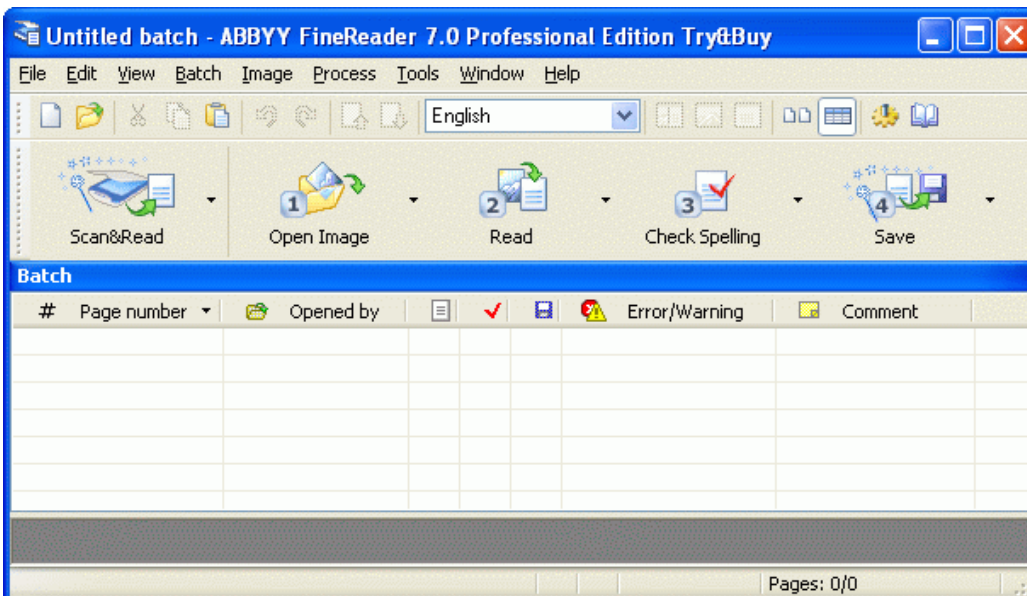 Untitled batch - ABBYY FineReader 7.0 Professional Edition Try&Buy
File Edit View Batch Image Process Tools Window Help
English
1 2 3 4
Scan&Read Open Image Read Check Spelling Save
Batch
# Page number Opened by Error/Warning Comment
Pages: 0/0